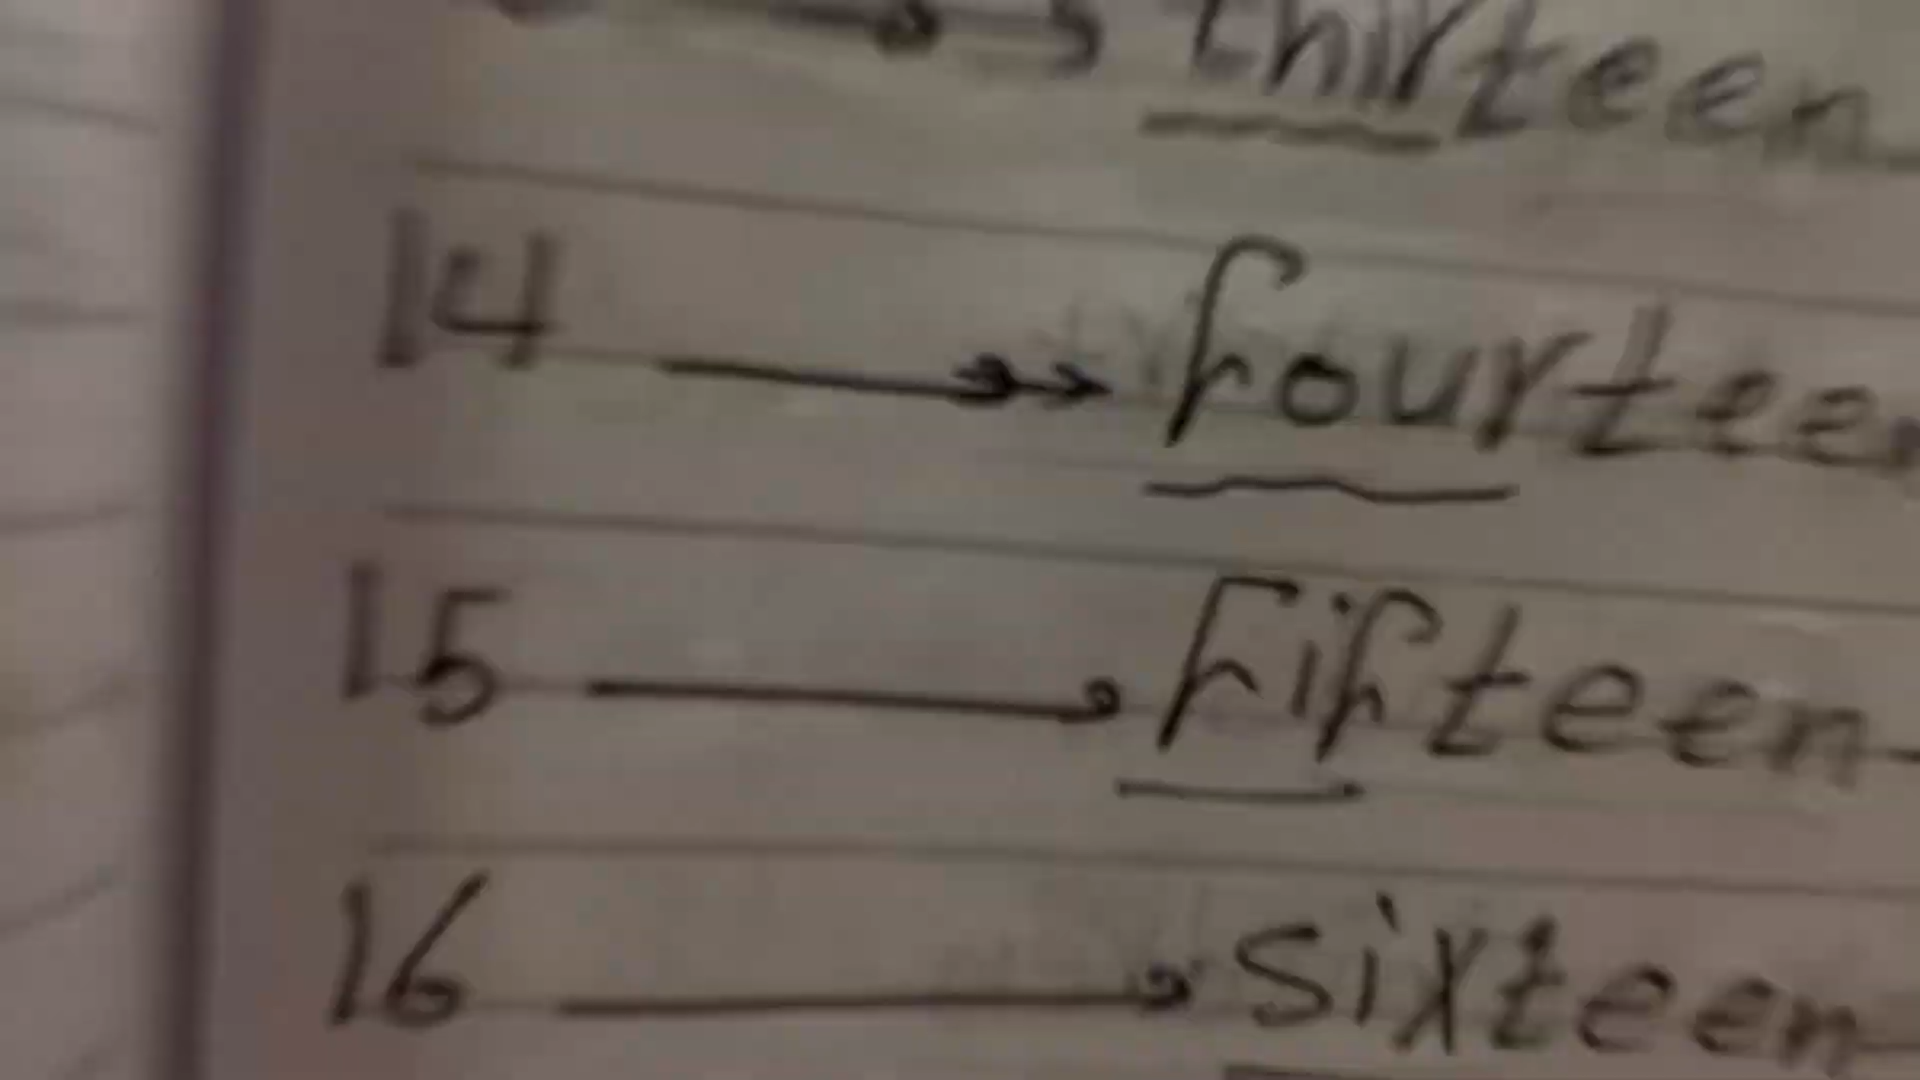 → thirteen
14 →→ fourteen
15 → fifteen
16 → sixteen